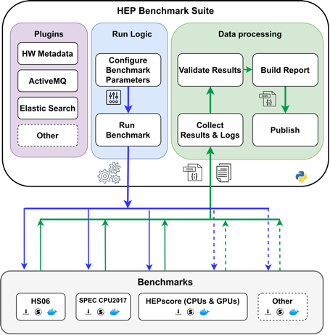 HEP Benchmark Suite
Plugins
HW Metadata
ActiveMQ
Elastic Search
Other
Run Logic
Configure
Benchmark
Parameters
Run
Benchmark
Data processing
Validate Results
Build Report
Collect
Results & Logs
Publish
Benchmarks
HS06
SPEC CPU2017
HEPscore (CPUs & GPUs)
Other